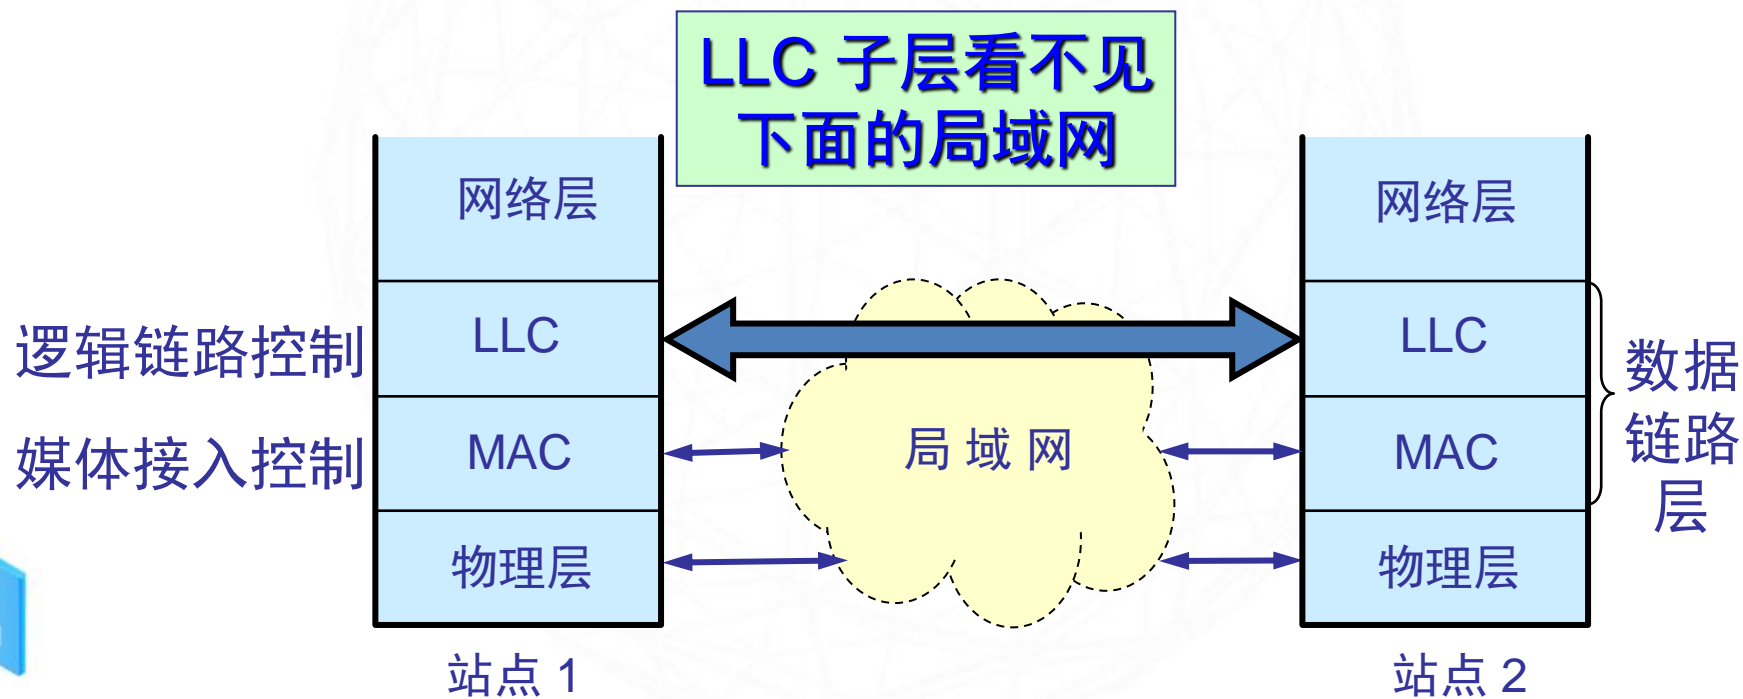 LLC 子层看不见
下面的局域网
网络层
网络层
逻辑链路控制
LLC
LLC
数据
链路
层
媒体接入控制
MAC
局 域 网
MAC
物理层
物理层
站点 1
站点 2